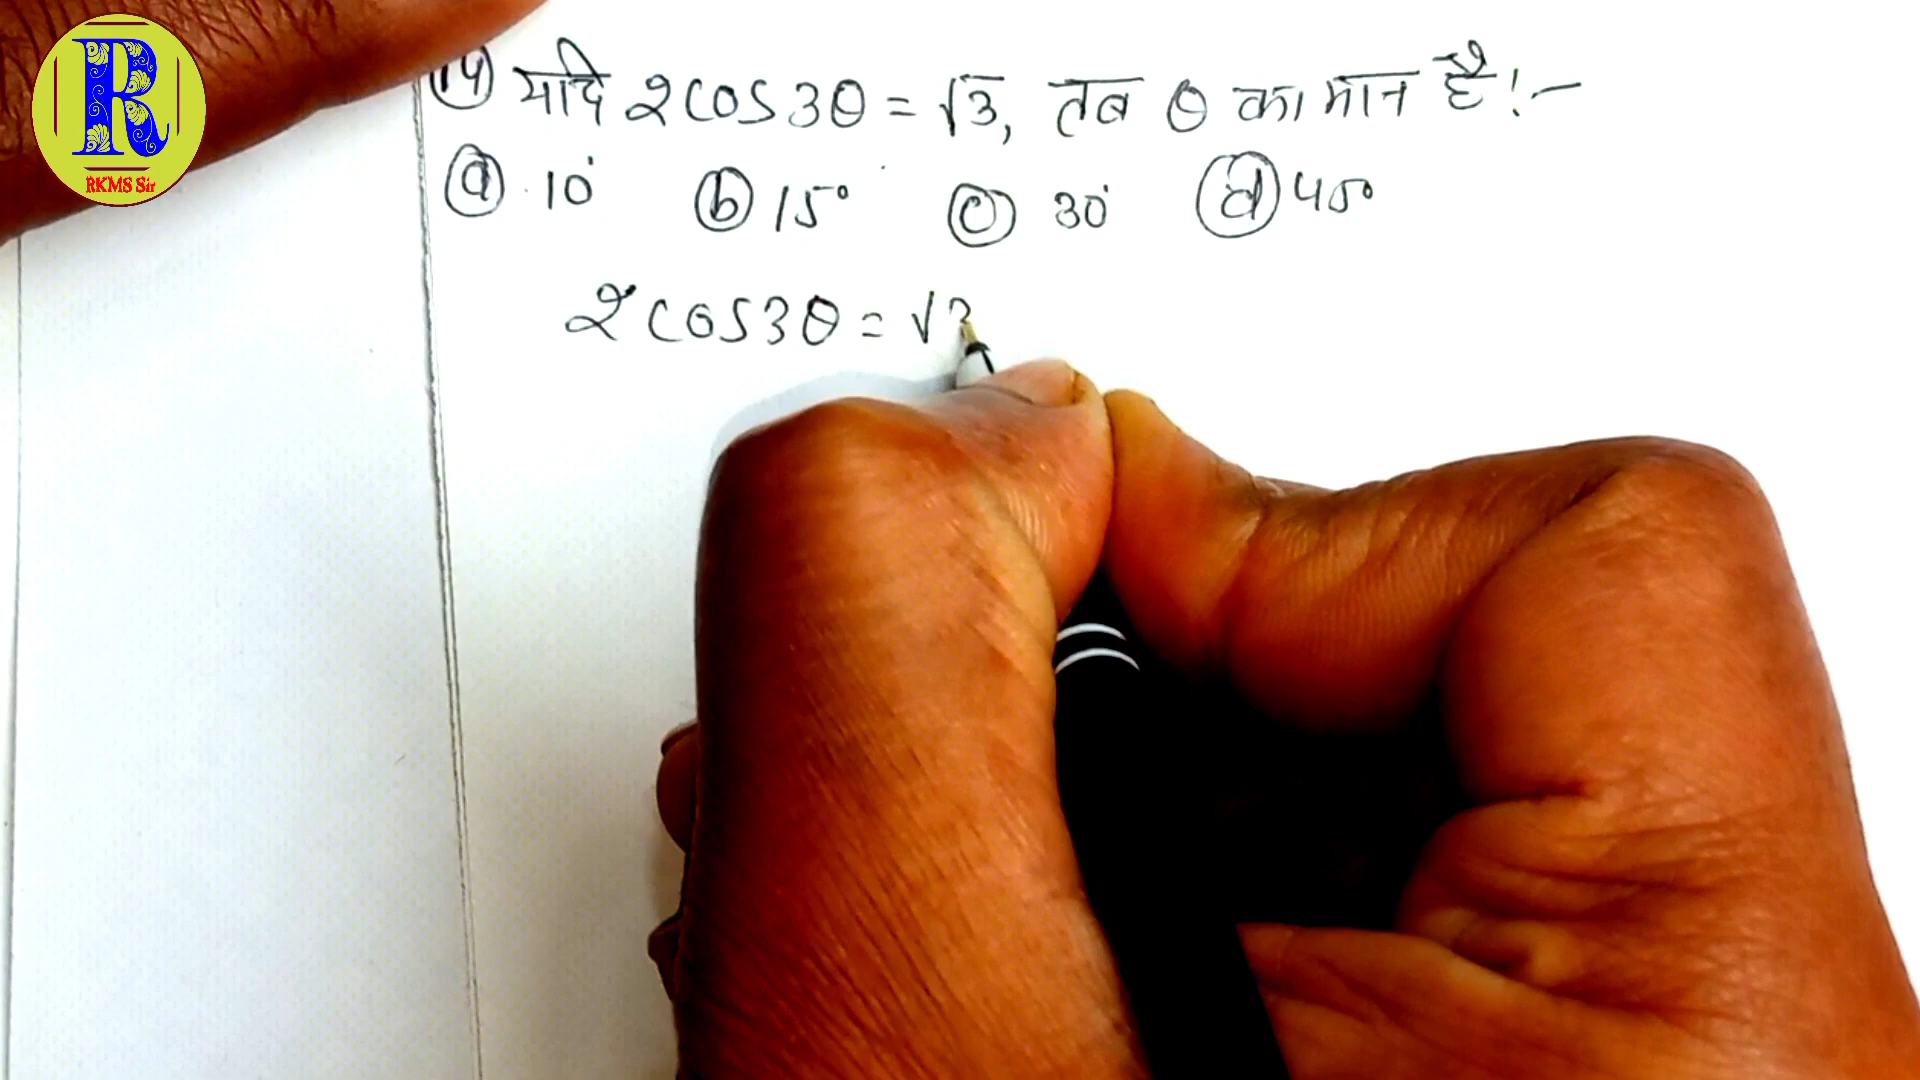 R
RKMS Sir
14 यदि 2cos3θ = √3, तब θ का मान है!-
a 10° b 15° c 30° d 45°
2cos3θ = √3